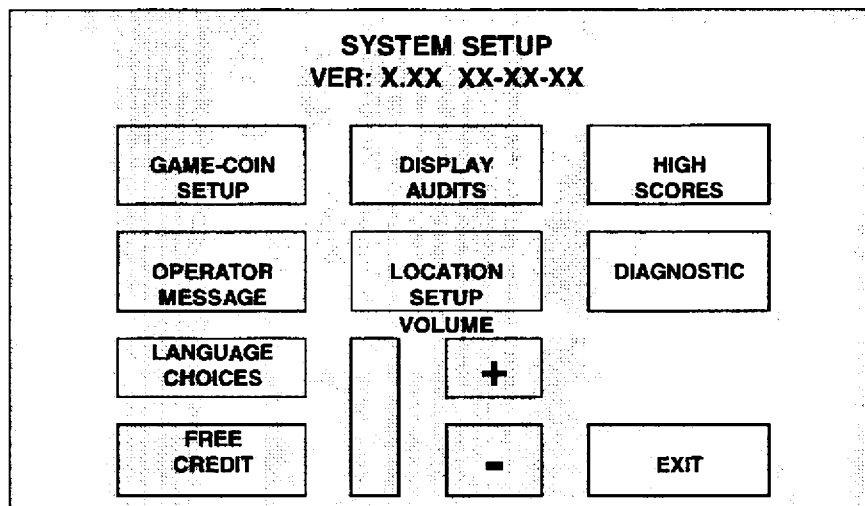 SYSTEM SETUP
VER: X.XX XX-XX-XX
GAME-COIN
SETUP
DISPLAY
AUDITS
HIGH
SCORES
OPERATOR
MESSAGE
LOCATION
SETUP
DIAGNOSTIC
VOLUME
LANGUAGE
CHOICES
+
FREE
CREDIT
-
EXIT